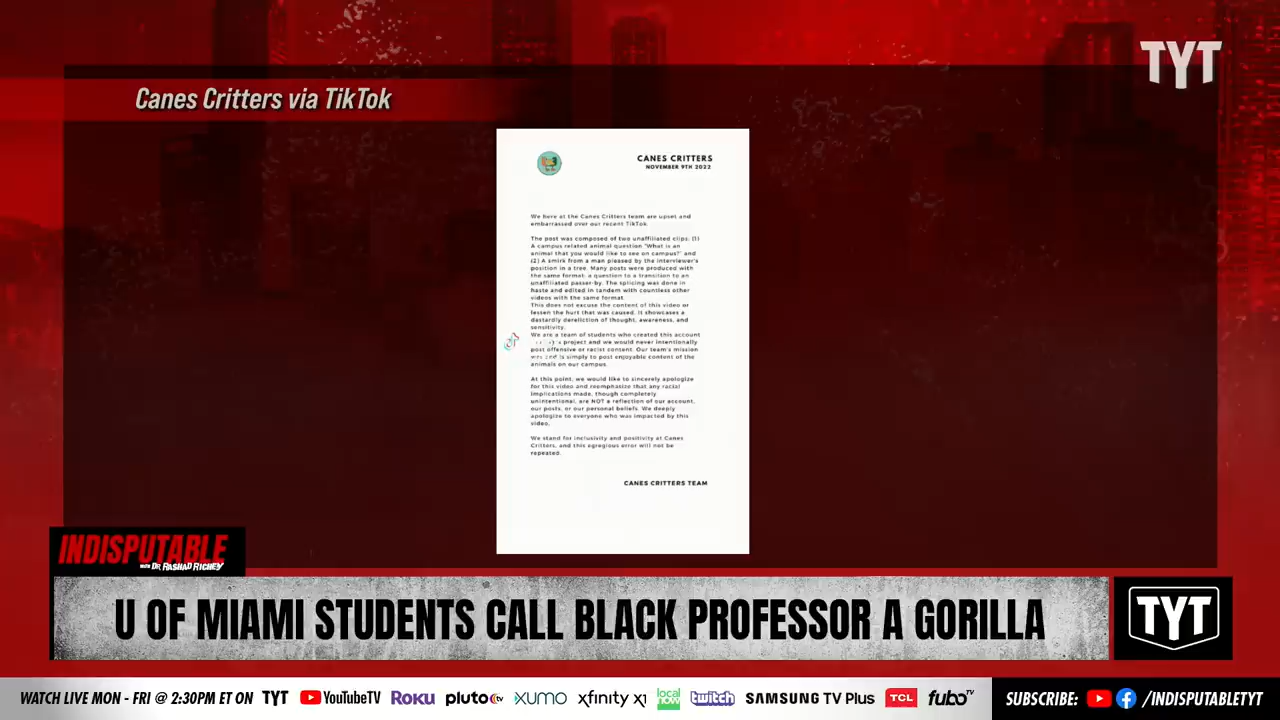 TYT
Canes Critters via TikTok
CANES CRITTERS
NOVEMBER 9TH 2022
We here at the Canes Critters team are upset and
embarrassed over our recent TikTok.
The post was composed of two unaffiliated clips: (1)
A campus related animal question "What is an
animal that you would like to see on campus?" and
(2) A smirk from a man pleased by the interviewer's
position in a tree. Many posts were produced with
the same format: a question to a transition to an
unaffiliated passer-by. The splicing was done in
haste and edited in tandem with countless other
videos with the same format.
This does not excuse the content of this video or
lessen the hurt that was caused. It showcases a
dastardly dereliction of thought, awareness, and
sensitivity.
We are a team of students who created this account
project and we would never intentionally
post offensive or racist content. Our team's mission
was and is simply to post enjoyable content of the
animals on our campus.
At this point, we would like to sincerely apologize
for this video and reemphasize that any racial
implications made, though completely
unintentional, are NOT a reflection of our account,
our posts, or our personal beliefs. We deeply
apologize to everyone who was impacted by this
video.
We stand for inclusivity and positivity at Canes
Critters, and this agregious error will not be
repeated.
CANES CRITTERS TEAM
INDISPUTABLE
WITH DR. RASHAD RICHEY
U OF MIAMI STUDENTS CALL BLACK PROFESSOR A GORILLA
TYT
WATCH LIVE MON - FRI @ 2:30PM ET ON TYT YouTubeTV Roku pluto tv XUMO xfinity x1 local now twitch SAMSUNG TV Plus TCL fubo TV SUBSCRIBE: /INDISPUTABLETYT